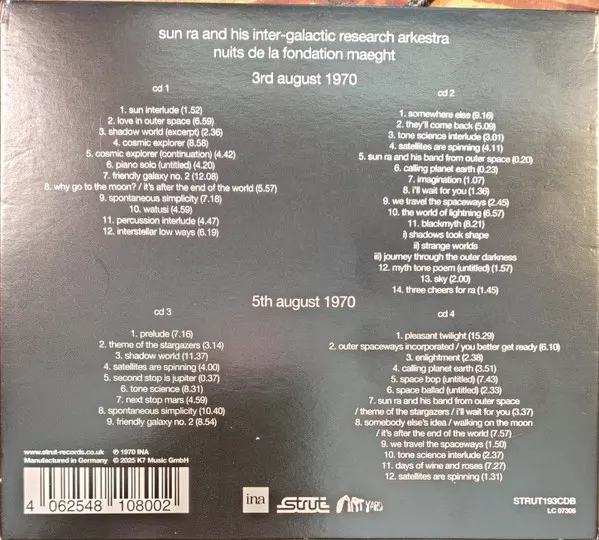 sun ra and his inter-galactic research arkestra
nuits de la fondation maeght
3rd august 1970
cd 1
1. sun interlude (1.52)
2. love in outer space (6.59)
3. shadow world (excerpt) (2.36)
4. cosmic explorer (8.58)
5. cosmic explorer (continuation) (4.42)
6. piano solo (untitled) (4.20)
7. friendly galaxy no. 2 (12.08)
8. why go to the moon? / it's after the end of the world (5.57)
9. spontaneous simplicity (7.18)
10. watusi (4.59)
11. percussion interlude (4.47)
12. interstellar low ways (6.19)
cd 2
1. somewhere else (9.16)
2. they'll come back (5.09)
3. tone science interlude (3.01)
4. satellites are spinning (4.11)
5. sun ra and his band from outer space (0.20)
6. calling planet earth (0.23)
7. imagination (1.07)
8. i'll wait for you (1.36)
9. we travel the spaceways (2.45)
10. the world of lightning (6.57)
11. blackmyth (8.21)
i) shadows took shape
ii) strange worlds
iii) journey through the outer darkness
12. myth tone poem (untitled) (1.57)
13. sky (2.00)
14. three cheers for ra (1.45)
5th august 1970
cd 3
1. prelude (7.16)
2. theme of the stargazers (3.14)
3. shadow world (11.37)
4. satellites are spinning (4.00)
5. second stop is jupiter (0.37)
6. tone science (8.31)
7. next stop mars (4.59)
8. spontaneous simplicity (10.40)
9. friendly galaxy no. 2 (8.54)
cd 4
1. pleasant twilight (15.29)
2. outer spaceways incorporated / you better get ready (6.10)
3. enlightment (2.38)
4. calling planet earth (3.51)
5. space bop (untitled) (7.43)
6. space ballad (untitled) (2.33)
7. sun ra and his band from outer space
/ theme of the stargazers / i'll wait for you (3.37)
8. somebody else's idea / walking on the moon
/ it's after the end of the world (7.57)
9. we travel the spaceways (1.50)
10. tone science interlude (2.37)
11. days of wine and roses (7.27)
12. satellites are spinning (1.31)
www.strut-records.co.uk ℗ 1970 INA
Manufactured in Germany © 2025 K7 Music GmbH
4 062548 108002
ina
STRUT
ART YARD
STRUT193CDB
LC 07306